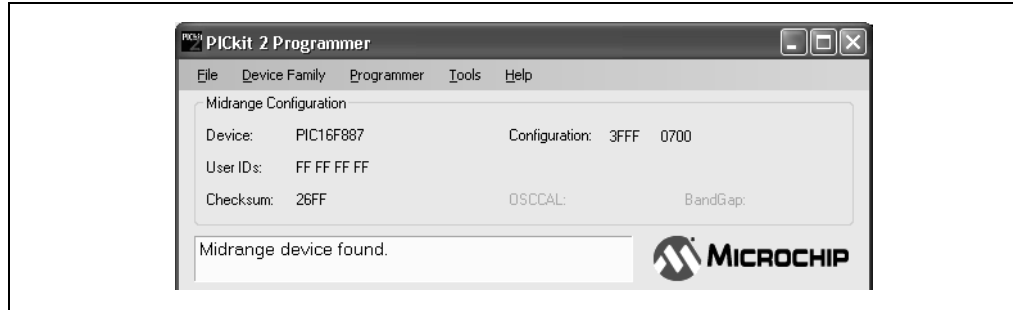 PICkit 2 Programmer
File Device Family Programmer Tools Help
Midrange Configuration
Device: PIC16F887 Configuration: 3FFF 0700
User IDs: FF FF FF FF
Checksum: 26FF OSCCAL: BandGap:
Midrange device found.
MICROCHIP